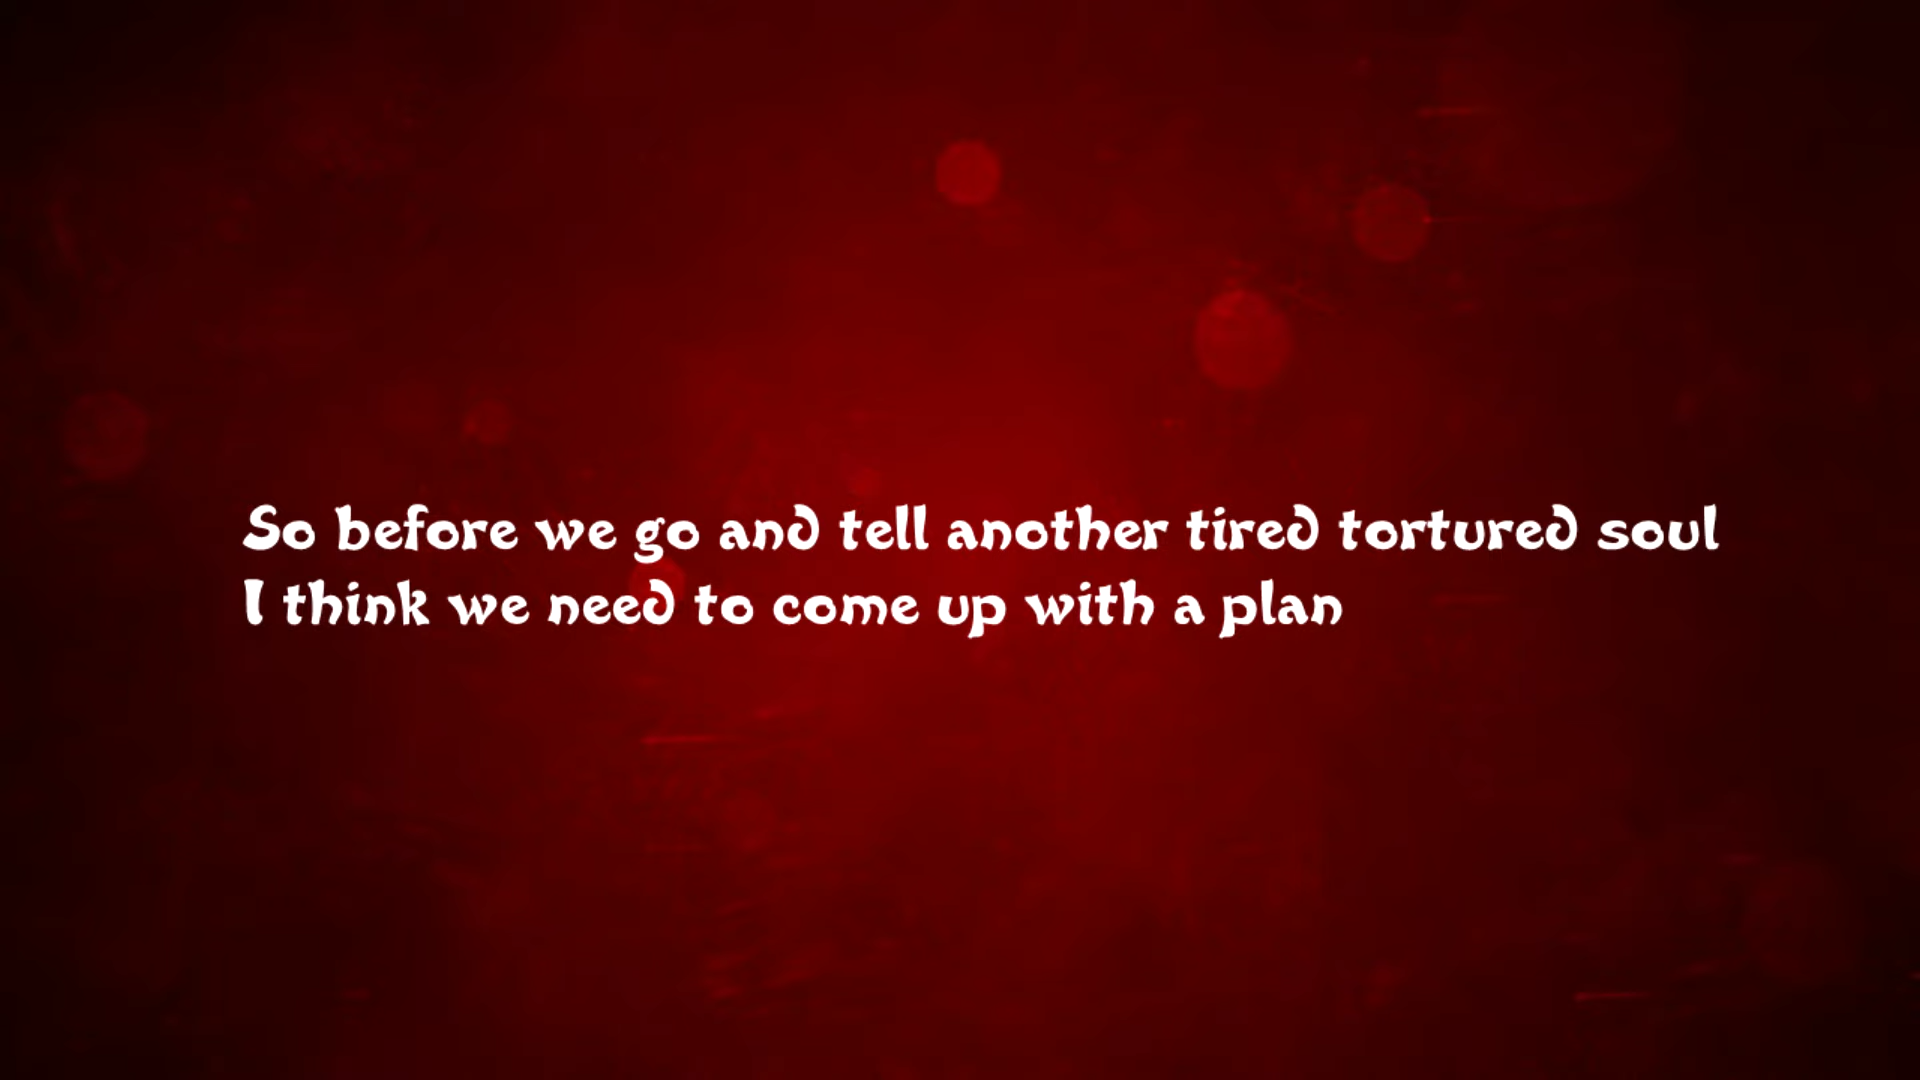 So before we go and tell another tired tortured soul
I think we need to come up with a plan